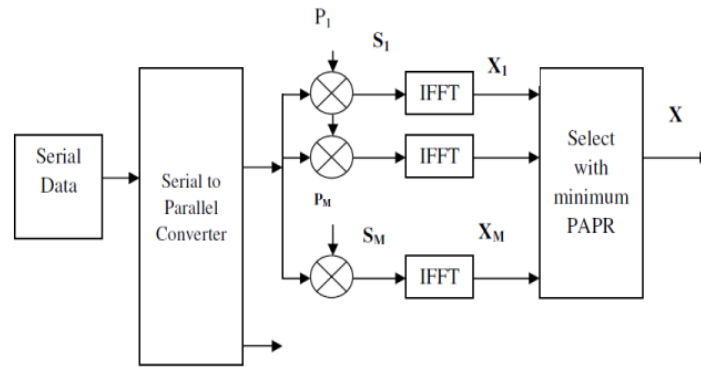 P1
S1
X1
IFFT
X
Serial
Data
Serial to
Parallel
Converter
IFFT
Select
with
minimum
PAPR
PM
SM
XM
IFFT